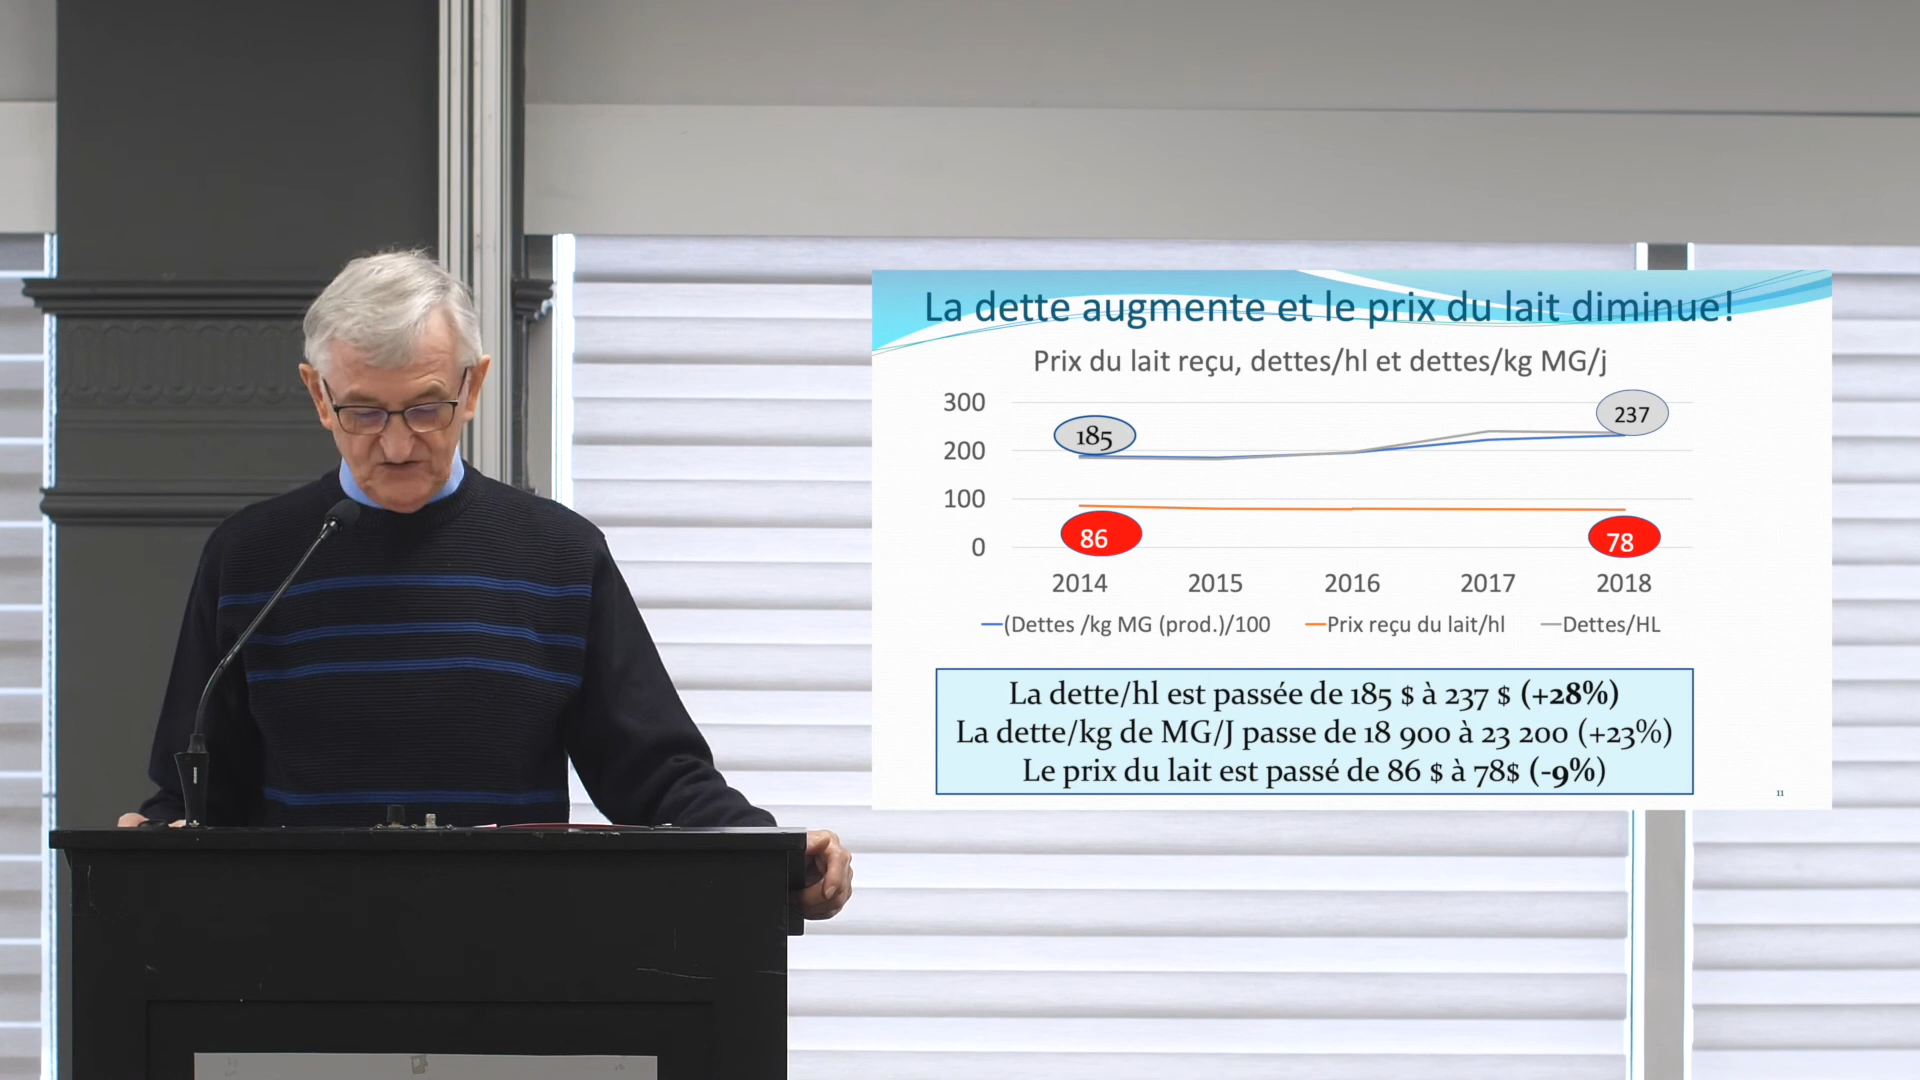 La dette augmente et le prix du lait diminue!
Prix du lait reçu, dettes/hl et dettes/kg MG/j
300
200
100
0
185
237
86
78
2014 2015 2016 2017 2018
(Dettes /kg MG (prod.)/100 Prix reçu du lait/hl Dettes/HL
La dette/hl est passée de 185 $ à 237 $ (+28%)
La dette/kg de MG/J passe de 18 900 à 23 200 (+23%)
Le prix du lait est passé de 86 $ à 78$ (-9%)
11